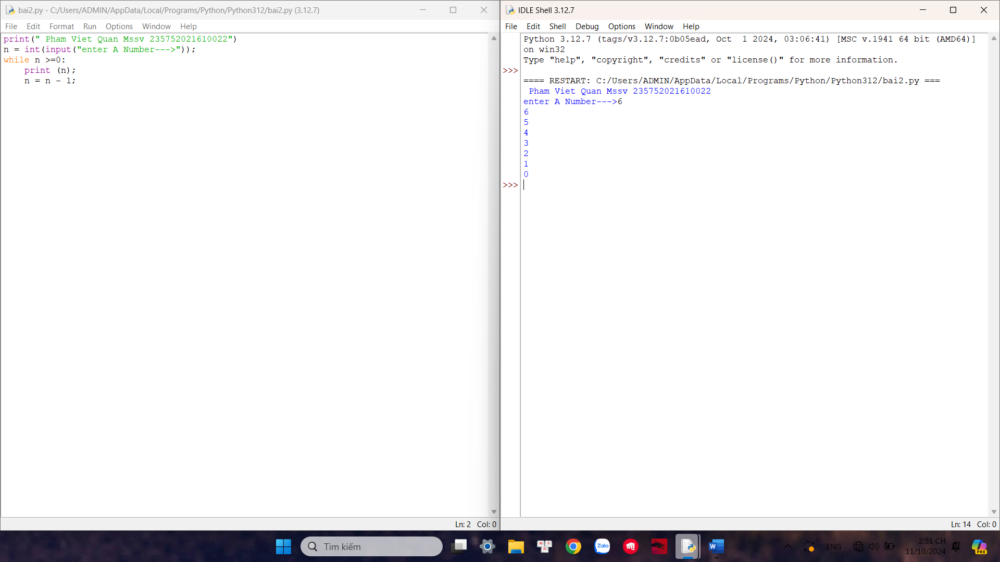 bai2.py - C:/Users/ADMIN/AppData/Local/Programs/Python/Python312/bai2.py (3.12.7)
File Edit Format Run Options Window Help
print(" Pham Viet Quan Mssv 235752021610022")
n = int(input("enter A Number--->"));
while n >=0:
    print (n);
    n = n - 1;
Ln: 2 Col: 0
IDLE Shell 3.12.7
File Edit Shell Debug Options Window Help
Python 3.12.7 (tags/v3.12.7:0b05ead, Oct  1 2024, 03:06:41) [MSC v.1941 64 bit (AMD64)]
on win32
Type "help", "copyright", "credits" or "license()" for more information.
>>>
==== RESTART: C:/Users/ADMIN/AppData/Local/Programs/Python/Python312/bai2.py ===
 Pham Viet Quan Mssv 235752021610022
enter A Number--->6
6
5
4
3
2
1
0
>>>
Ln: 14 Col: 0
Tìm kiếm
u n i
Zalo
W
ENG
2:51 CH
11/10/2024
PRE